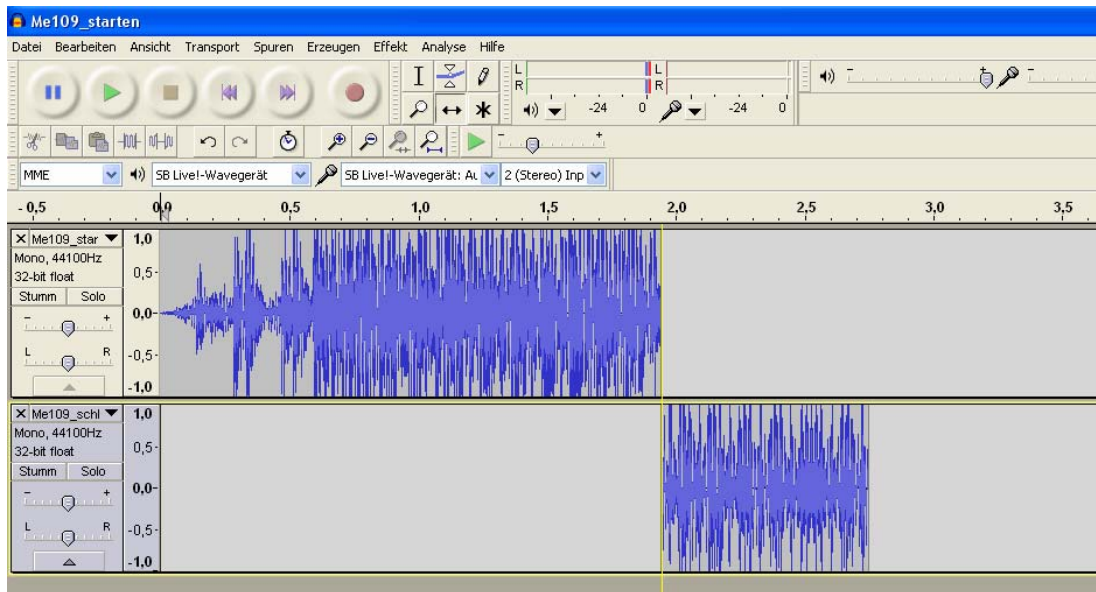 Me109_starten
Datei Bearbeiten Ansicht Transport Spuren Erzeugen Effekt Analyse Hilfe
L
R
-24 0
L
R
-24 0
MME
SB Live!-Wavegerät
SB Live!-Wavegerät: Au
2 (Stereo) Inp
- 0,5 0,0 0,5 1,0 1,5 2,0 2,5 3,0 3,5
X Me109_star
Mono, 44100Hz
32-bit float
Stumm Solo
- +
L R
1,0
0,5-
0,0-
-0,5-
-1,0
X Me109_schl
Mono, 44100Hz
32-bit float
Stumm Solo
- +
L R
1,0
0,5-
0,0-
-0,5-
-1,0